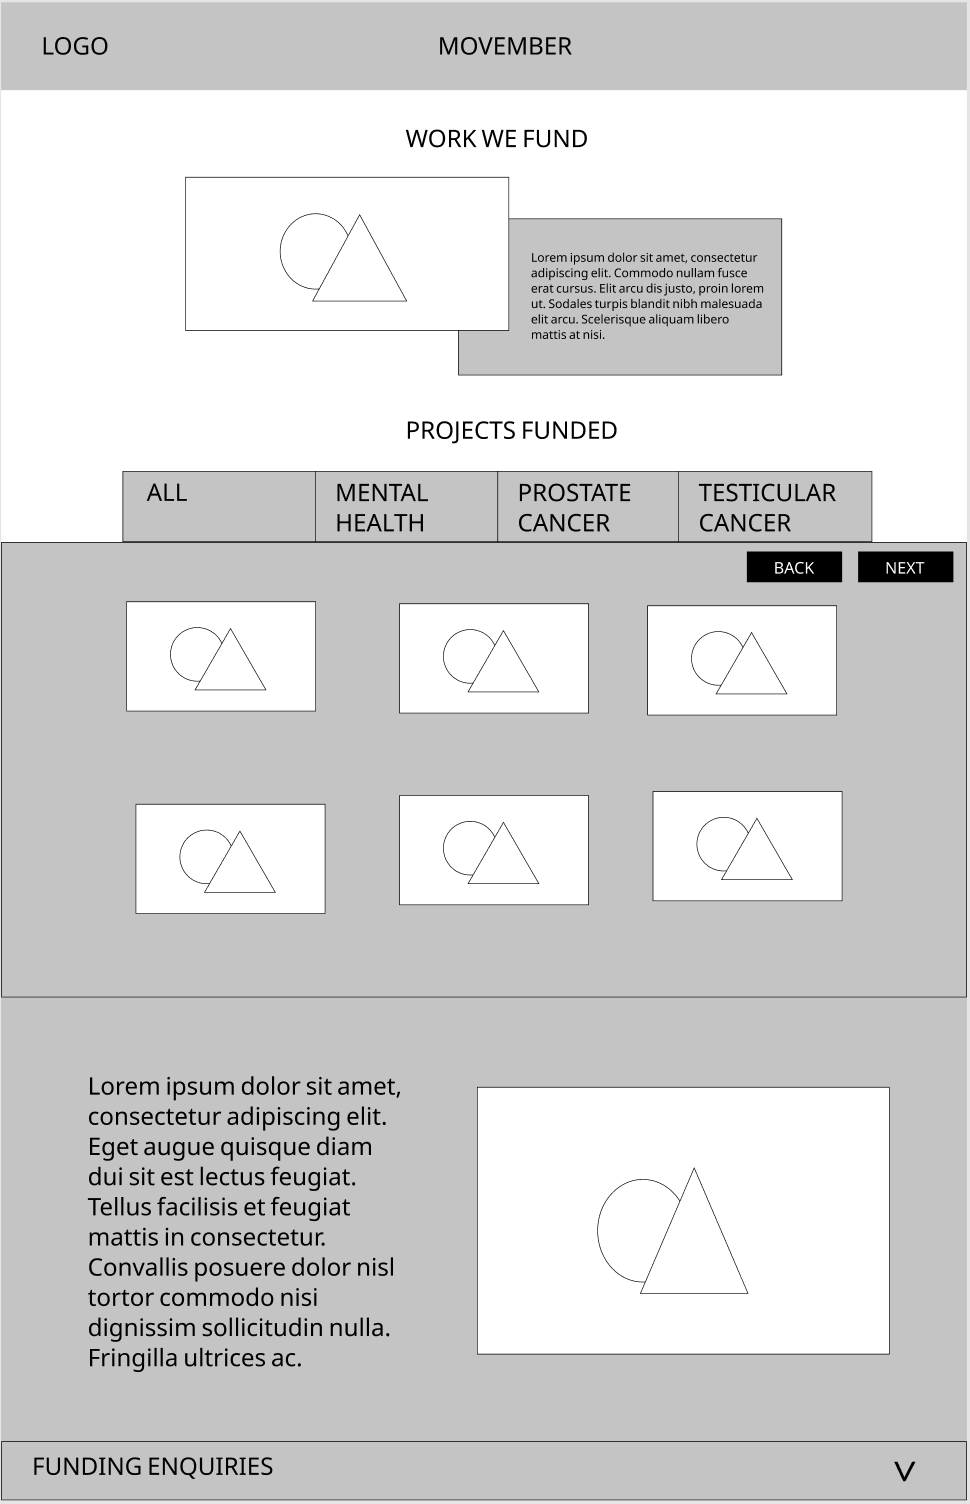 LOGO
MOVEMBER
WORK WE FUND
Lorem ipsum dolor sit amet, consectetur
adipiscing elit. Commodo nullam fusce
erat cursus. Elit arcu dis justo, proin lorem
ut. Sodales turpis blandit nibh malesuada
elit arcu. Scelerisque aliquam libero
mattis at nisi.
PROJECTS FUNDED
ALL
MENTAL
HEALTH
PROSTATE
CANCER
TESTICULAR
CANCER
BACK
NEXT
Lorem ipsum dolor sit amet,
consectetur adipiscing elit.
Eget augue quisque diam
dui sit est lectus feugiat.
Tellus facilisis et feugiat
mattis in consectetur.
Convallis posuere dolor nisl
tortor commodo nisi
dignissim sollicitudin nulla.
Fringilla ultrices ac.
FUNDING ENQUIRIES
V